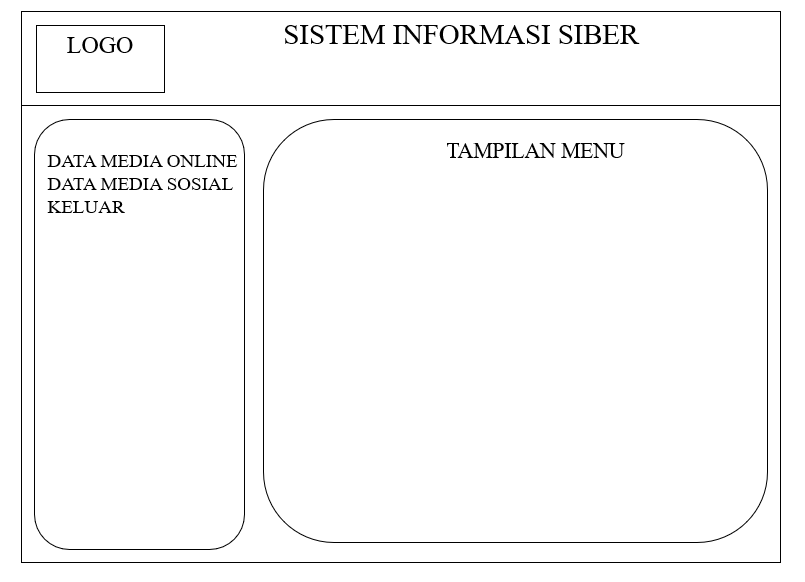 LOGO
SISTEM INFORMASI SIBER
DATA MEDIA ONLINE
DATA MEDIA SOSIAL
KELUAR
TAMPILAN MENU